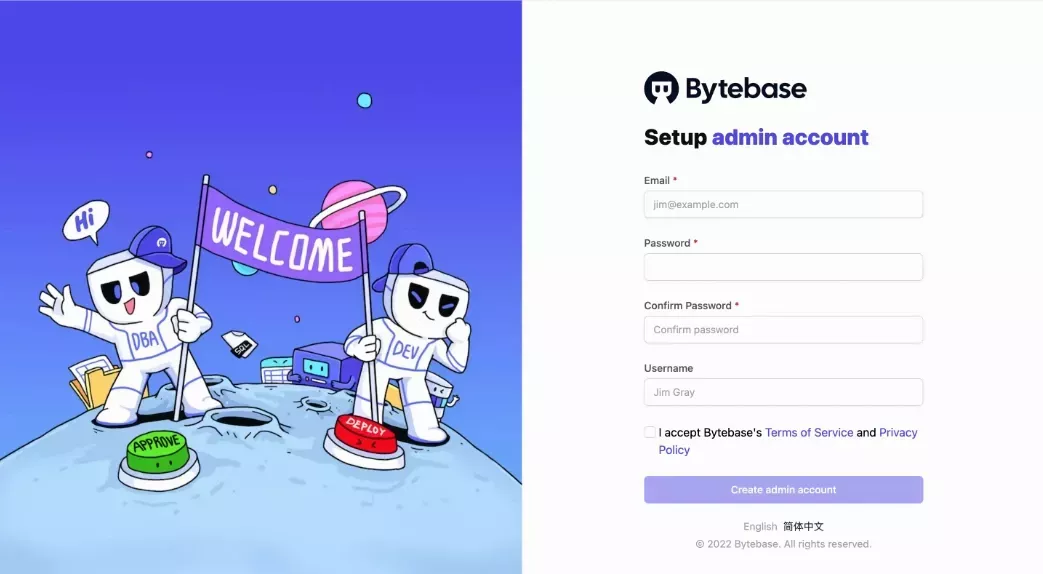 Hi
WELCOME
DBA
DEV
SQL
APPROVE
DEPLOY
Bytebase
Setup admin account
Email *
jim@example.com
Password *
Confirm Password *
Confirm password
Username
Jim Gray
I accept Bytebase's Terms of Service and Privacy
Policy
Create admin account
English 简体中文
© 2022 Bytebase. All rights reserved.